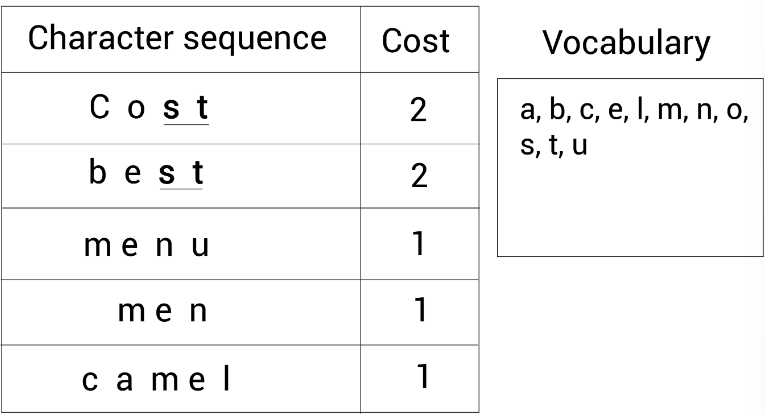 Character sequence Cost Vocabulary
C o s t 2
b e s t 2
m e n u 1
m e n 1
c a m e l 1
a, b, c, e, l, m, n, o,
s, t, u